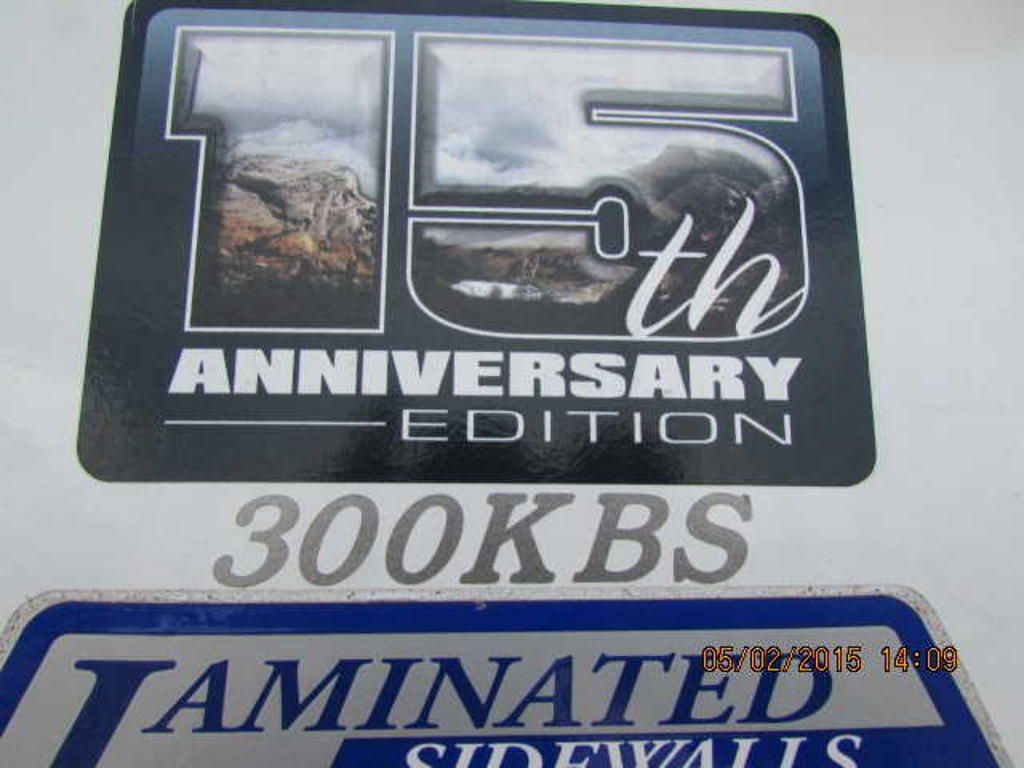 15th
ANNIVERSARY
EDITION
300KBS
LAMINATED
SIDEWALLS
05/02/2015 14:09